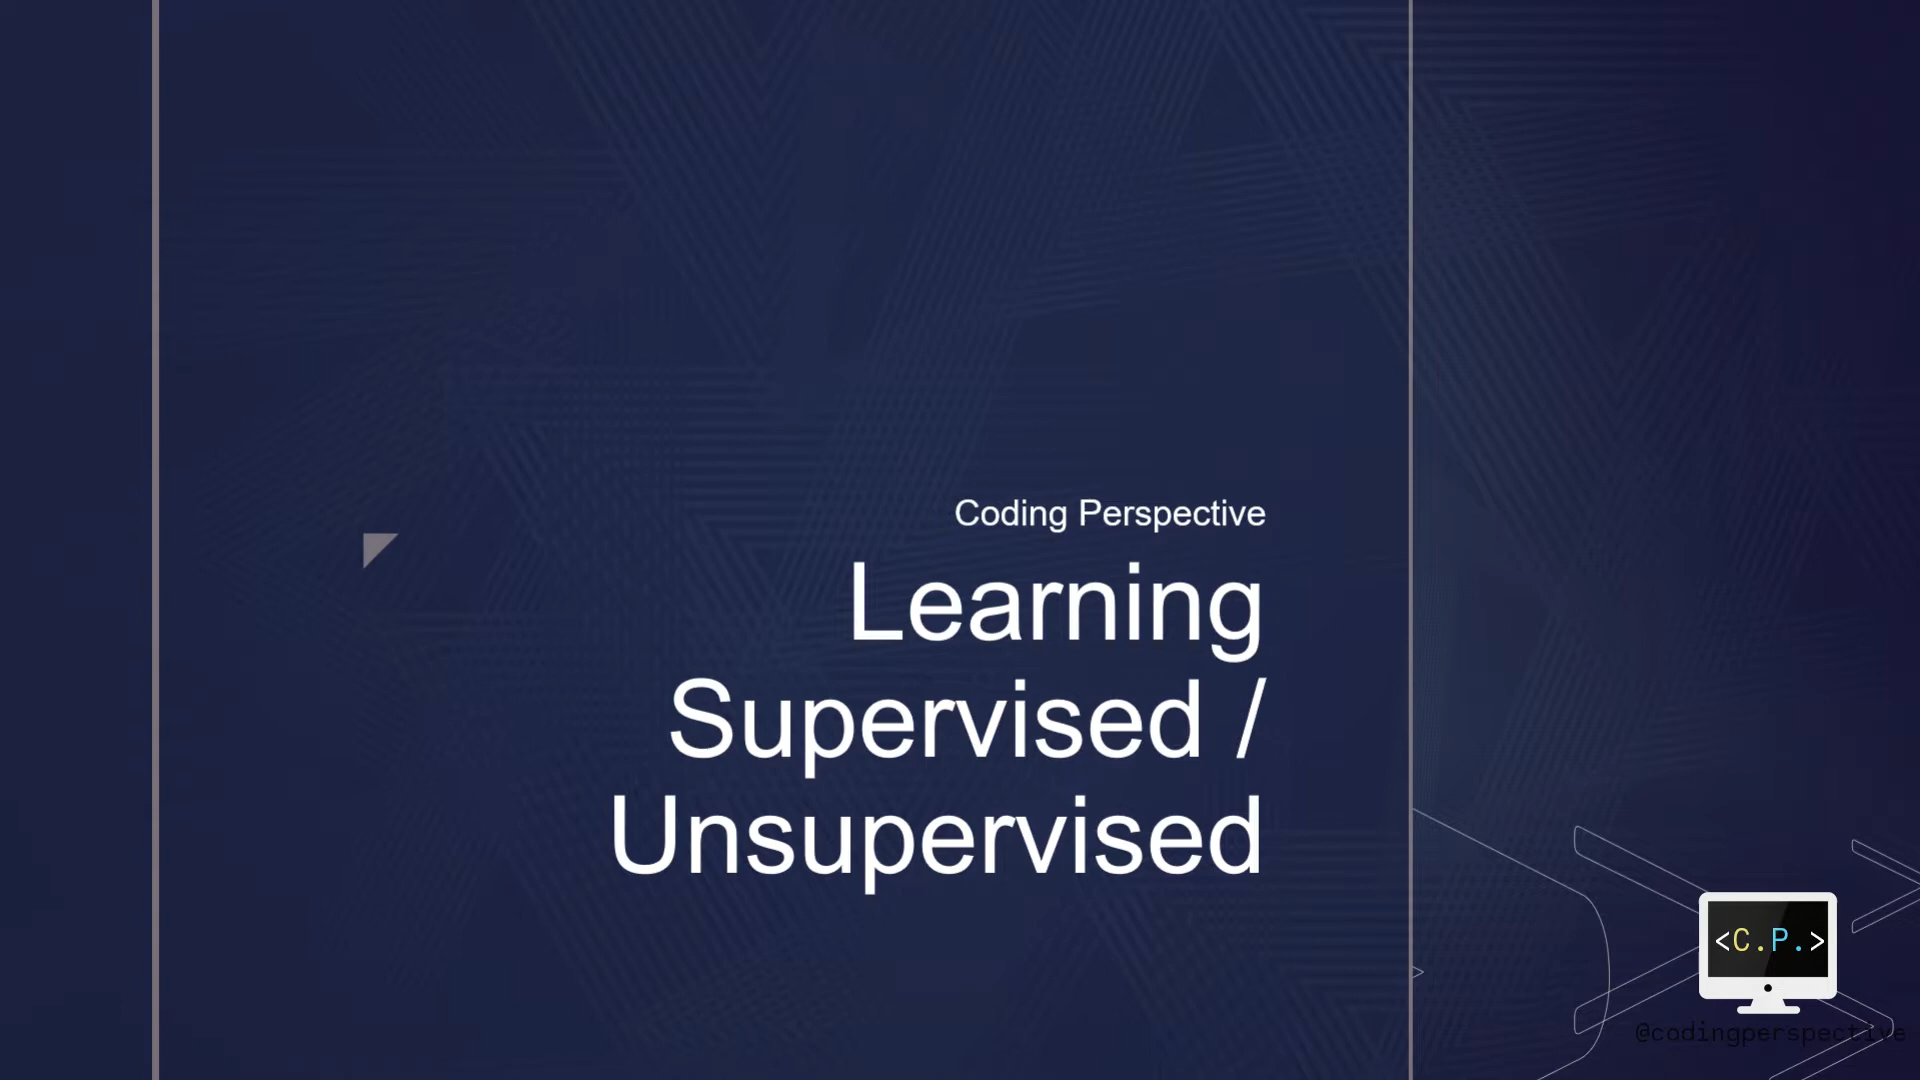 Coding Perspective
Learning
Supervised /
Unsupervised
<C.P.>
@codingperspective